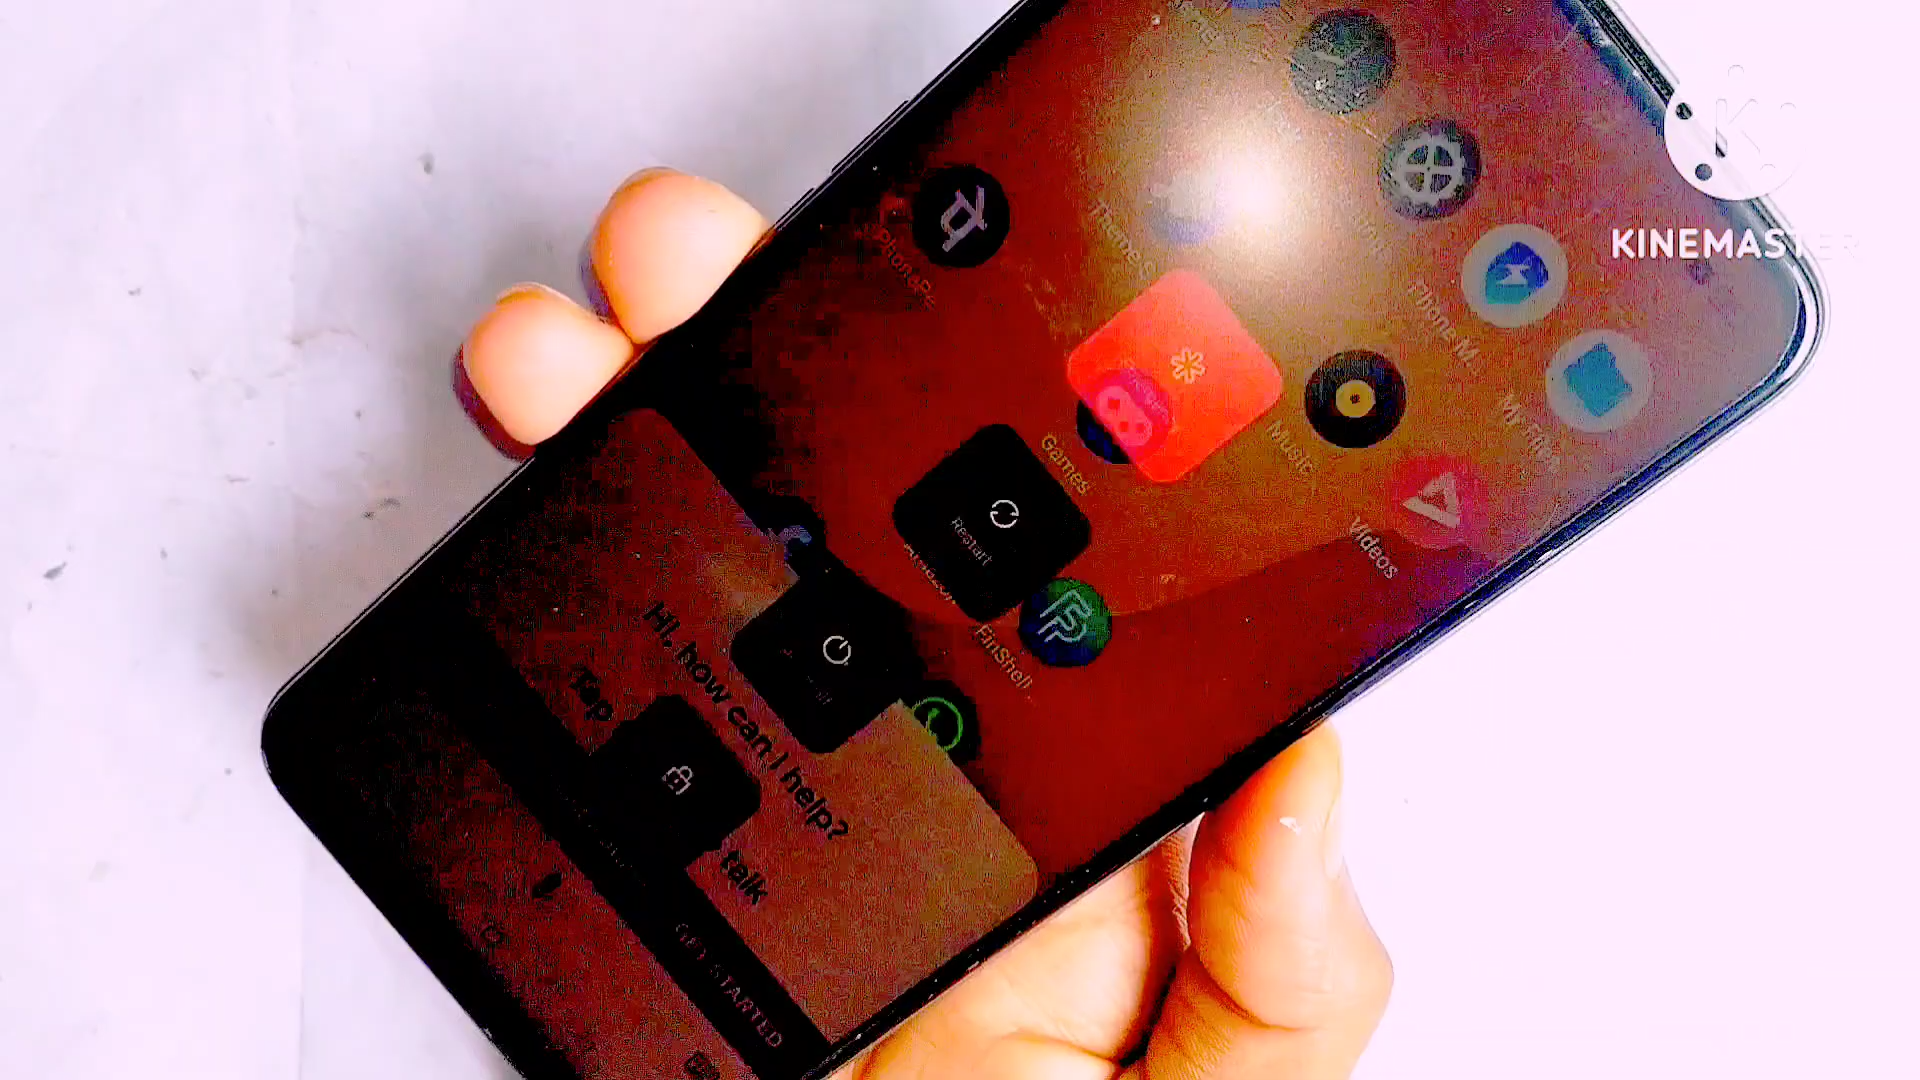 KINEMASTER
PhonePe
Theme S
Phone M...
My Files
Music
Games
Videos
Restart
FinShell
Hi, how can I help?
Tap
talk
GET STARTED